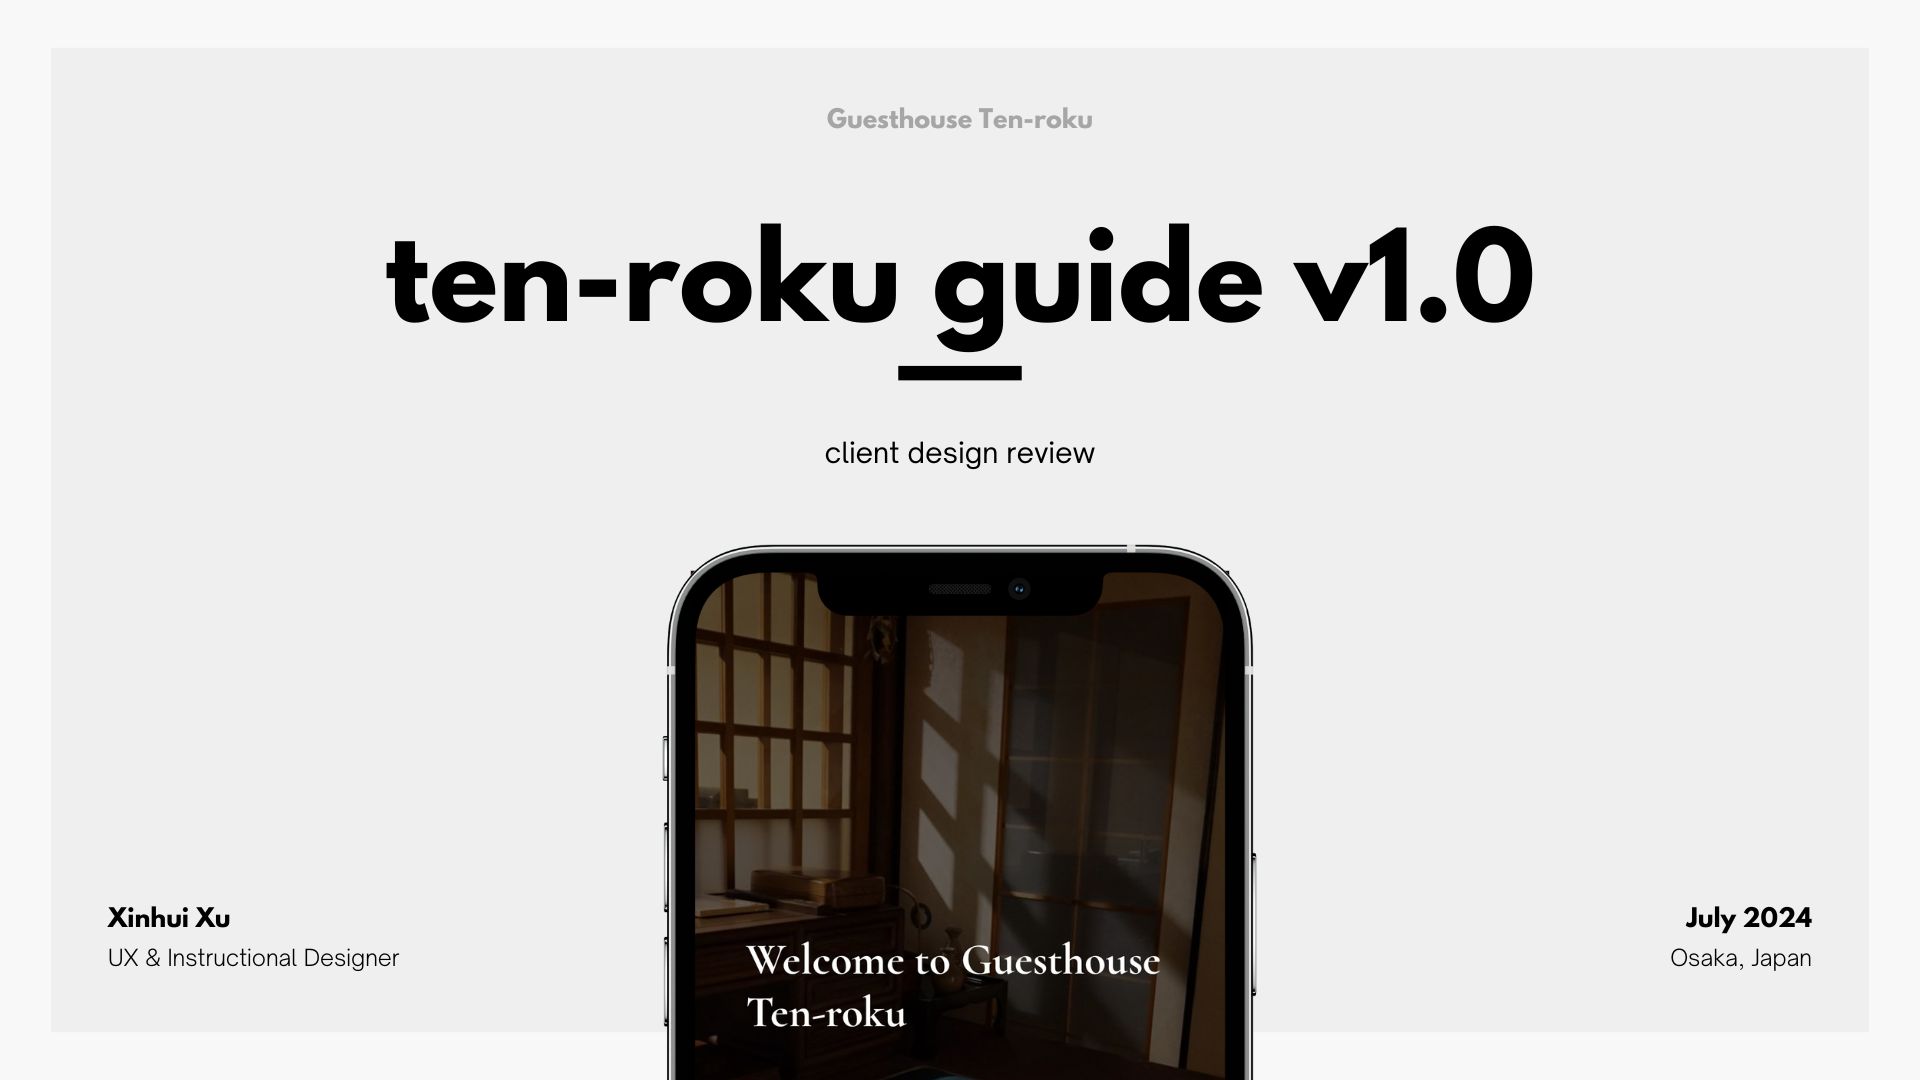 Guesthouse Ten-roku
ten-roku guide v1.0
client design review
Welcome to Guesthouse
Ten-roku
Xinhui Xu
UX & Instructional Designer
July 2024
Osaka, Japan